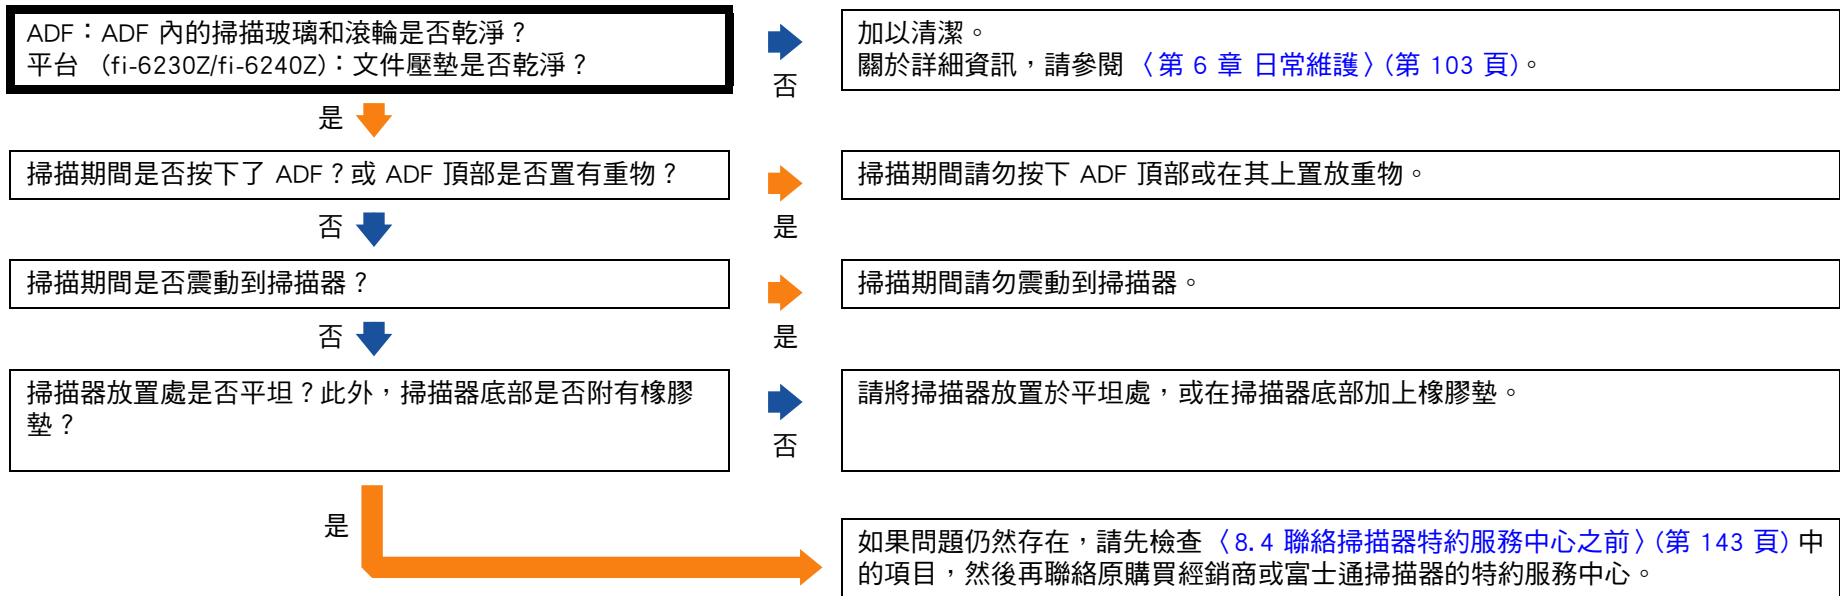 ADF：ADF 內的掃描玻璃和滾輪是否乾淨？
平台 （fi-6230Z/fi-6240Z）：文件壓墊是否乾淨？
否
加以清潔。
關於詳細資訊，請參閱 〈第 6 章 日常維護〉(第 103 頁)。
是
掃描期間是否按下了 ADF？或 ADF 頂部是否置有重物？
是
掃描期間請勿按下 ADF 頂部或在其上置放重物。
否
掃描期間是否震動到掃描器？
是
掃描期間請勿震動到掃描器。
否
掃描器放置處是否平坦？此外，掃描器底部是否附有橡膠
墊？
否
請將掃描器放置於平坦處，或在掃描器底部加上橡膠墊。
是
如果問題仍然存在，請先檢查 〈8.4 聯絡掃描器特約服務中心之前〉(第 143 頁) 中
的項目，然後再聯絡原購買經銷商或富士通掃描器的特約服務中心。